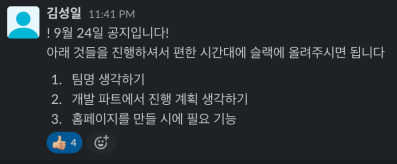 김성일 11:41 PM
! 9월 24일 공지입니다!
아래 것들을 진행하셔서 편한 시간대에 슬랙에 올려주시면 됩니다
1. 팀명 생각하기
2. 개발 파트에서 진행 계획 생각하기
3. 홈페이지를 만들 시에 필요 기능
4